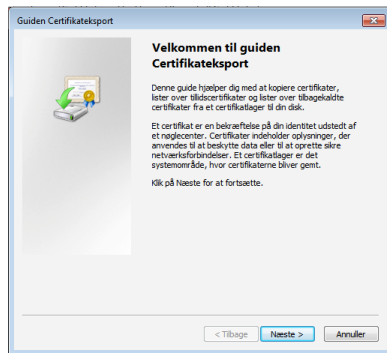 Guiden Certifikateksport
Velkommen til guiden
Certifikateksport
Denne guide hjælper dig med at kopiere certifikater,
lister over tillidscertifikater og lister over tilbagekaldte
certifikater fra et certifikatlager til din disk.
Et certifikat er en bekræftelse på din identitet udstedt af
et nøglecenter. Certifikater indeholder oplysninger, der
anvendes til at beskytte data eller til at oprette sikre
netværksforbindelser. Et certifikatlager er det
systemområde, hvor certifikaterne bliver gemt.
Klik på Næste for at fortsætte.
< Tilbage Næste > Annuller